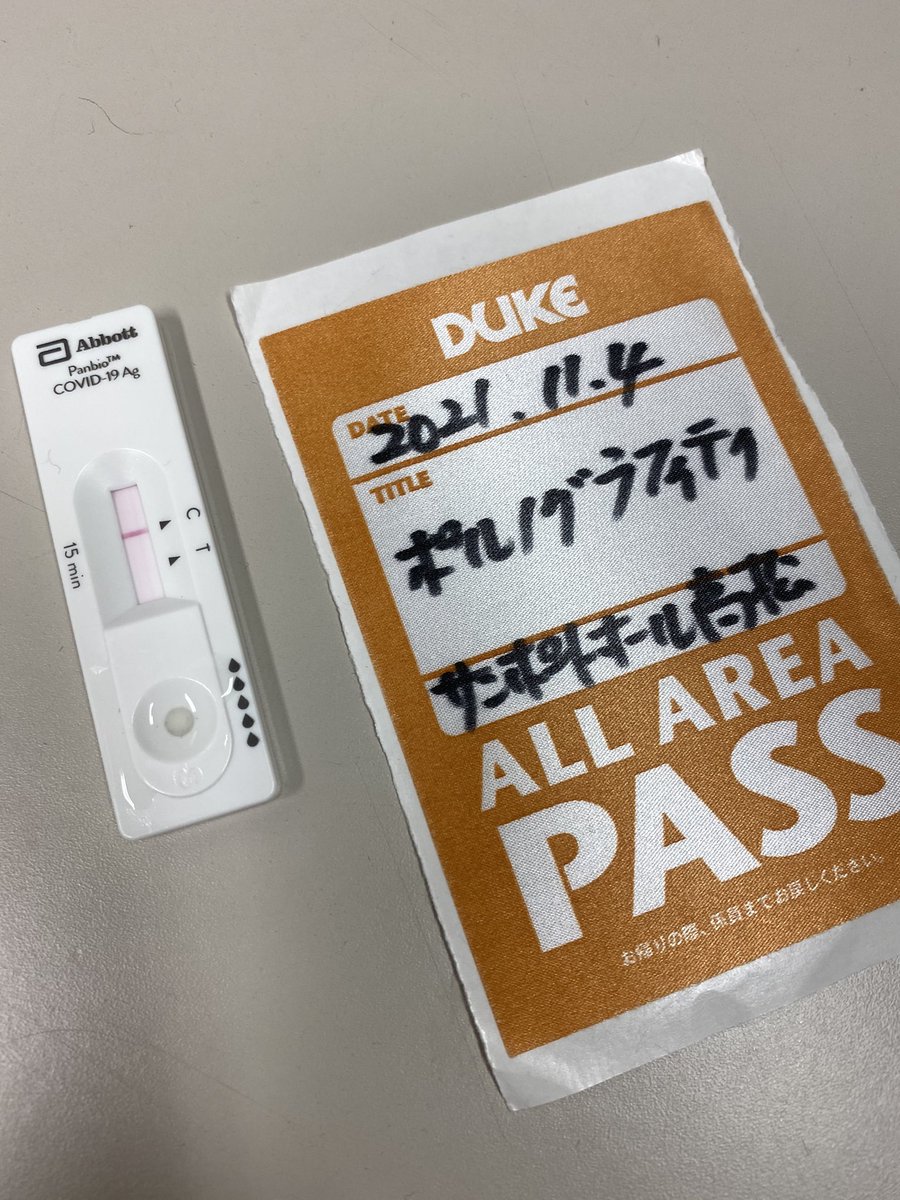 Abbott
Panbio™
COVID-19 Ag
C
T
15 min
DUKE
DATE
2021.11.4
TITLE
ポルノグラフィティ
サンポートホール高松
ALL AREA
PASS
お帰りの際、係員までお戻しください。